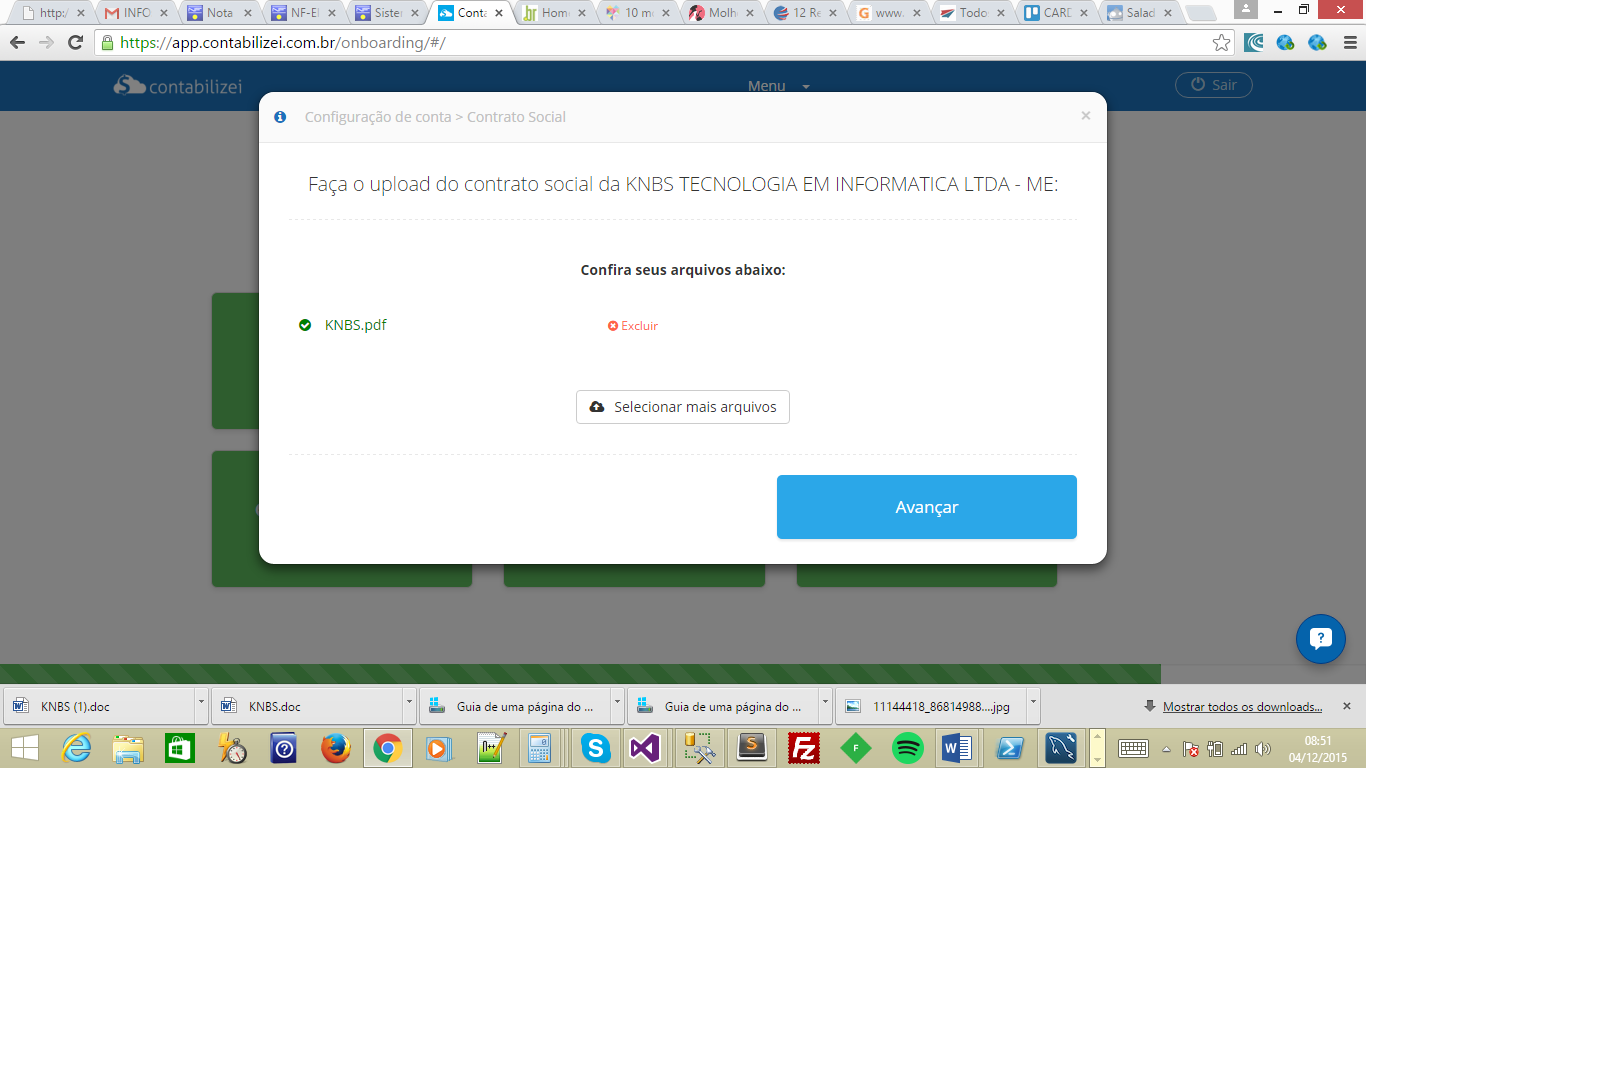 http:/
INFO
Nota
NF-El
Sister
Conta
Home
10 m
Molh
12 Re
www.
Todo
CARD
Salad
https://app.contabilizei.com.br/onboarding/#/
contabilizei
Menu
Sair
Configuração de conta > Contrato Social
Faça o upload do contrato social da KNBS TECNOLOGIA EM INFORMATICA LTDA - ME:
Confira seus arquivos abaixo:
KNBS.pdf
Excluir
Selecionar mais arquivos
Avançar
KNBS (1).doc
KNBS.doc
Guia de uma página do ...
Guia de uma página do ...
11144418_86814988....jpg
Mostrar todos os downloads...
08:51
04/12/2015